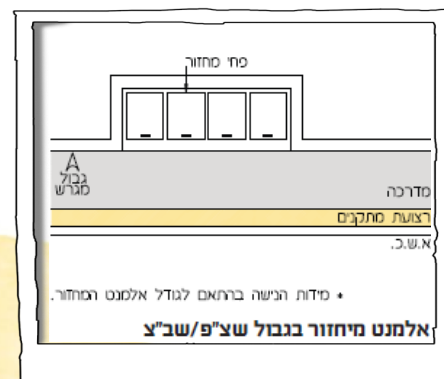 פחי מחזור
גבול
מגרש
מדרכה
רצועת מתקנים
א.ש.כ.
* מידות הנישה בהתאם לגודל אלמנט המחזור.
אלמנט מיחזור בגבול שצ"פ/שב"צ